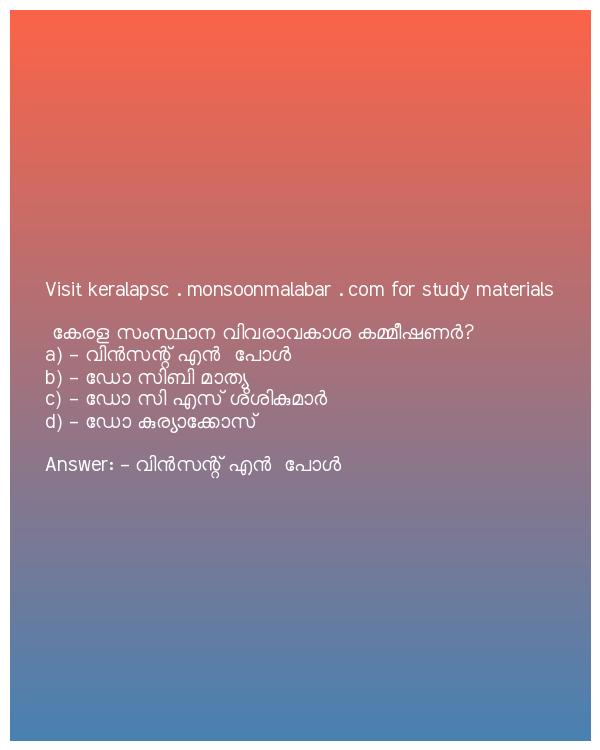 Visit keralapsc . monsoonmalabar . com for study materials
കേരള സംസ്ഥാന വിവരാവകാശ കമ്മീഷണർ?
a) – വിൻസന്റ് എൻ പോൾ
b) – ഡോ സിബി മാത്യു
c) – ഡോ സി എസ് ശ്ശികുമാർ
d) – ഡോ കുര്യാക്കോസ്
Answer: – വിൻസന്റ് എൻ പോൾ